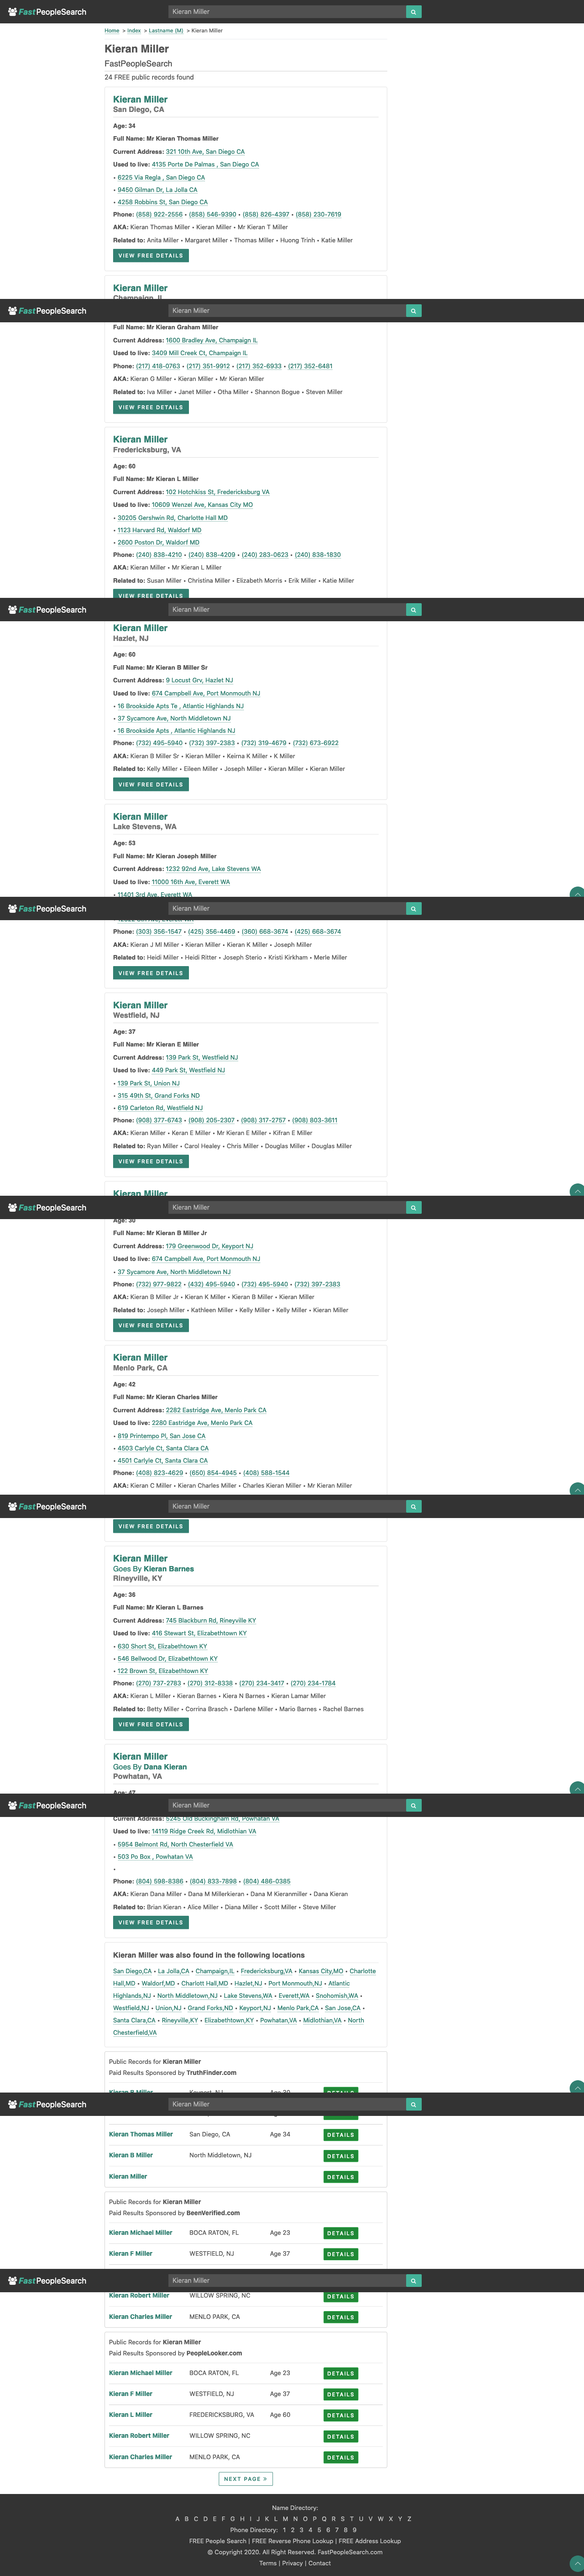 FastPeopleSearch
Kieran Miller
Home > Index > Lastname (M) > Kieran Miller
Kieran Miller
FastPeopleSearch
24 FREE public records found
Kieran Miller
San Diego, CA
Age: 34
Full Name: Mr Kieran Thomas Miller
Current Address: 321 10th Ave, San Diego CA
Used to live: 4135 Porte De Palmas , San Diego CA
• 6225 Via Regla , San Diego CA
• 9450 Gilman Dr, La Jolla CA
• 4258 Robbins St, San Diego CA
Phone: (858) 922-2556 • (858) 546-9390 • (858) 826-4397 • (858) 230-7619
AKA: Kieran Thomas Miller • Kieran Miller • Mr Kieran T Miller
Related to: Anita Miller • Margaret Miller • Thomas Miller • Huong Trinh • Katie Miller
VIEW FREE DETAILS
Kieran Miller
Champaign, IL
FastPeopleSearch
Kieran Miller
Full Name: Mr Kieran Graham Miller
Current Address: 1600 Bradley Ave, Champaign IL
Used to live: 3409 Mill Creek Ct, Champaign IL
Phone: (217) 418-0763 • (217) 351-9912 • (217) 352-6933 • (217) 352-6481
AKA: Kieran G Miller • Kieran Miller • Mr Kieran Miller
Related to: Iva Miller • Janet Miller • Otha Miller • Shannon Bogue • Steven Miller
VIEW FREE DETAILS
Kieran Miller
Fredericksburg, VA
Age: 60
Full Name: Mr Kieran L Miller
Current Address: 102 Hotchkiss St, Fredericksburg VA
Used to live: 10609 Wenzel Ave, Kansas City MO
• 30205 Gershwin Rd, Charlotte Hall MD
• 1123 Harvard Rd, Waldorf MD
• 2600 Poston Dr, Waldorf MD
Phone: (240) 838-4210 • (240) 838-4209 • (240) 283-0623 • (240) 838-1830
AKA: Kieran Miller • Mr Kieran L Miller
Related to: Susan Miller • Christina Miller • Elizabeth Morris • Erik Miller • Katie Miller
VIEW FREE DETAILS
FastPeopleSearch
Kieran Miller
Kieran Miller
Hazlet, NJ
Age: 60
Full Name: Mr Kieran B Miller Sr
Current Address: 9 Locust Grv, Hazlet NJ
Used to live: 674 Campbell Ave, Port Monmouth NJ
• 16 Brookside Apts Te , Atlantic Highlands NJ
• 37 Sycamore Ave, North Middletown NJ
• 16 Brookside Apts , Atlantic Highlands NJ
Phone: (732) 495-5940 • (732) 397-2383 • (732) 319-4679 • (732) 673-6922
AKA: Kieran B Miller Sr • Kieran Miller • Keirna K Miller • K Miller
Related to: Kelly Miller • Eileen Miller • Joseph Miller • Kieran Miller • Kieran Miller
VIEW FREE DETAILS
Kieran Miller
Lake Stevens, WA
Age: 53
Full Name: Mr Kieran Joseph Miller
Current Address: 1232 92nd Ave, Lake Stevens WA
Used to live: 11000 16th Ave, Everett WA
• 11401 3rd Ave, Everett WA
FastPeopleSearch
Kieran Miller
Phone: (303) 356-1547 • (425) 356-4469 • (360) 668-3674 • (425) 668-3674
AKA: Kieran J Ml Miller • Kieran Miller • Kieran K Miller • Joseph Miller
Related to: Heidi Miller • Heidi Ritter • Joseph Sterio • Kristi Kirkham • Merle Miller
VIEW FREE DETAILS
Kieran Miller
Westfield, NJ
Age: 37
Full Name: Mr Kieran E Miller
Current Address: 139 Park St, Westfield NJ
Used to live: 449 Park St, Westfield NJ
• 139 Park St, Union NJ
• 315 49th St, Grand Forks ND
• 619 Carleton Rd, Westfield NJ
Phone: (908) 377-6743 • (908) 205-2307 • (908) 317-2757 • (908) 803-3611
AKA: Kieran Miller • Keran E Miller • Mr Kieran E Miller • Kifran E Miller
Related to: Ryan Miller • Carol Healey • Chris Miller • Douglas Miller • Douglas Miller
VIEW FREE DETAILS
Kieran Miller
FastPeopleSearch
Kieran Miller
Age: 30
Full Name: Mr Kieran B Miller Jr
Current Address: 179 Greenwood Dr, Keyport NJ
Used to live: 674 Campbell Ave, Port Monmouth NJ
• 37 Sycamore Ave, North Middletown NJ
Phone: (732) 977-9822 • (432) 495-5940 • (732) 495-5940 • (732) 397-2383
AKA: Kieran B Miller Jr • Kieran K Miller • Kieran B Miller • Kieran Miller
Related to: Joseph Miller • Kathleen Miller • Kelly Miller • Kelly Miller • Kieran Miller
VIEW FREE DETAILS
Kieran Miller
Menlo Park, CA
Age: 42
Full Name: Mr Kieran Charles Miller
Current Address: 2282 Eastridge Ave, Menlo Park CA
Used to live: 2280 Eastridge Ave, Menlo Park CA
• 819 Printempo Pl, San Jose CA
• 4503 Carlyle Ct, Santa Clara CA
• 4501 Clarlye Ct, Santa Clara CA
Phone: (408) 823-4629 • (650) 854-4945 • (408) 588-1544
AKA: Kieran C Miller • Kieran Charles Miller • Charles Kieran Miller • Mr Kieran Miller
FastPeopleSearch
Kieran Miller
VIEW FREE DETAILS
Kieran Miller
Goes By Kieran Barnes
Rineyville, KY
Age: 36
Full Name: Mr Kieran L Barnes
Current Address: 745 Blackburn Rd, Rineyville KY
Used to live: 416 Stewart St, Elizabethtown KY
• 630 Short St, Elizabethtown KY
• 546 Bellwood Dr, Elizabethtown KY
• 122 Brown St, Elizabethtown KY
Phone: (270) 737-2783 • (270) 312-8338 • (270) 234-3417 • (270) 234-1784
AKA: Kieran L Miller • Kieran Barnes • Kiera N Barnes • Kieran Lamar Miller
Related to: Betty Miller • Corrina Brasch • Darlene Miller • Mario Barnes • Rachel Barnes
VIEW FREE DETAILS
Kieran Miller
Goes By Dana Kieran
Powhatan, VA
Age: 47
FastPeopleSearch
Kieran Miller
Current Address: 5245 Old Buckingham Rd, Powhatan VA
Used to live: 14119 Ridge Creek Rd, Midlothian VA
• 5954 Belmont Rd, North Chesterfield VA
• 503 Po Box , Powhatan VA
•
Phone: (804) 598-8386 • (804) 833-7898 • (804) 486-0385
AKA: Kieran Dana Miller • Dana M Millerkieran • Dana M Kieranmiller • Dana Kieran
Related to: Brian Kieran • Alice Miller • Diana Miller • Scott Miller • Steve Miller
VIEW FREE DETAILS
Kieran Miller was also found in the following locations
San Diego,CA • La Jolla,CA • Champaign,IL • Fredericksburg,VA • Kansas City,MO • Charlotte
Hall,MD • Waldorf,MD • Charlott Hall,MD • Hazlet,NJ • Port Monmouth,NJ • Atlantic
Highlands,NJ • North Middletown,NJ • Lake Stevens,WA • Everett,WA • Snohomish,WA •
Westfield,NJ • Union,NJ • Grand Forks,ND • Keyport,NJ • Menlo Park,CA • San Jose,CA •
Santa Clara,CA • Rineyville,KY • Elizabethtown,KY • Powhatan,VA • Midlothian,VA • North
Chesterfield,VA
Public Records for Kieran Miller
Paid Results Sponsored by TruthFinder.com
Kieran B Miller Keyport, NJ Age 30 DETAILS
FastPeopleSearch
Kieran Miller
Kieran Thomas Miller San Diego, CA Age 34 DETAILS
Kieran B Miller North Middletown, NJ DETAILS
Kieran Miller DETAILS
Public Records for Kieran Miller
Paid Results Sponsored by BeenVerified.com
Kieran Michael Miller BOCA RATON, FL Age 23 DETAILS
Kieran F Miller WESTFIELD, NJ Age 37 DETAILS
FastPeopleSearch
Kieran Miller
Kieran Robert Miller WILLOW SPRING, NC DETAILS
Kieran Charles Miller MENLO PARK, CA DETAILS
Public Records for Kieran Miller
Paid Results Sponsored by PeopleLooker.com
Kieran Michael Miller BOCA RATON, FL Age 23 DETAILS
Kieran F Miller WESTFIELD, NJ Age 37 DETAILS
Kieran L Miller FREDERICKSBURG, VA Age 60 DETAILS
Kieran Robert Miller WILLOW SPRING, NC DETAILS
Kieran Charles Miller MENLO PARK, CA DETAILS
NEXT PAGE »
Name Directory:
A B C D E F G H I J K L M N O P Q R S T U V W X Y Z
Phone Directory: 1 2 3 4 5 6 7 8 9
FREE People Search | FREE Reverse Phone Lookup | FREE Address Lookup
© Copyright 2020. All Right Reserved. FastPeopleSearch.com
Terms | Privacy | Contact